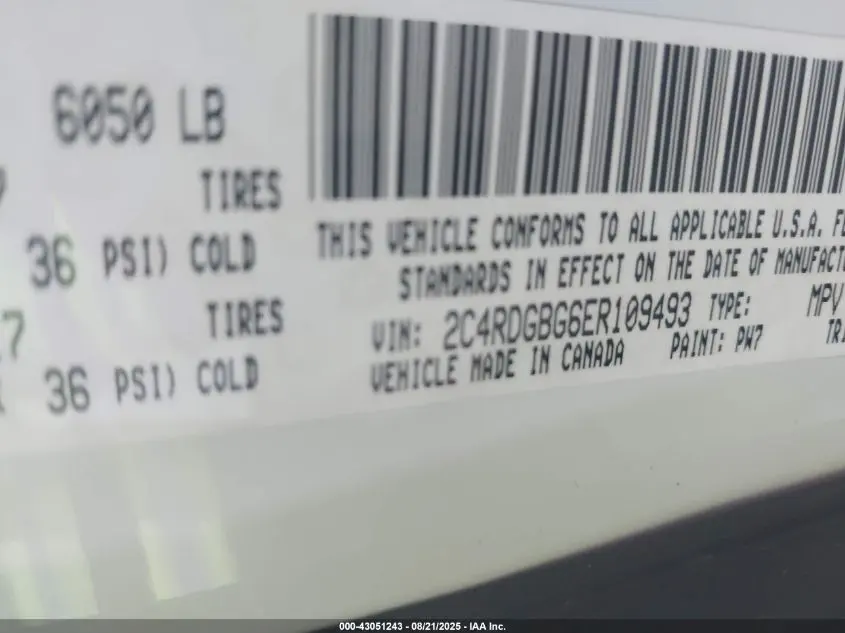 6050 LB
TIRES
36 PSI) COLD
7 TIRES
36 PSI) COLD
THIS VEHICLE CONFORMS TO ALL APPLICABLE U.S.A.
STANDARDS IN EFFECT ON THE DATE OF
VIN: 2C4RDGBG6ER109493 TYPE: MPV
VEHICLE MADE IN CANADA PAINT: PW7
000-43051243 - 08/21/2025 - IAA Inc.